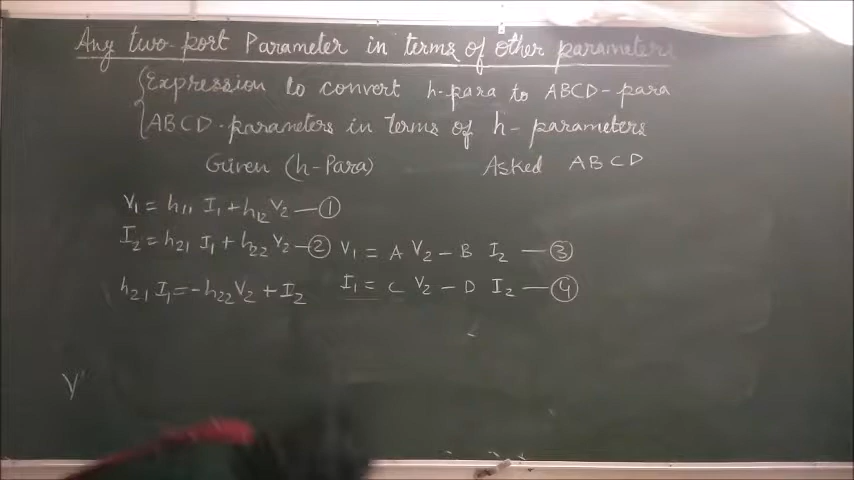 Any two-port Parameter in terms of other parameters
Expression to convert h-para to ABCD-para
ABCD-parameters in terms of h-parameters
Given (h-Para) Asked ABCD
V₁ = h₁₁ I₁ + h₁₂ V₂ — ①
I₂ = h₂₁ I₁ + h₂₂ V₂ — ② V₁ = A V₂ - B I₂ — ③
h₂₁ I₁ = -h₂₂ V₂ + I₂ I₁ = C V₂ - D I₂ — ④
V